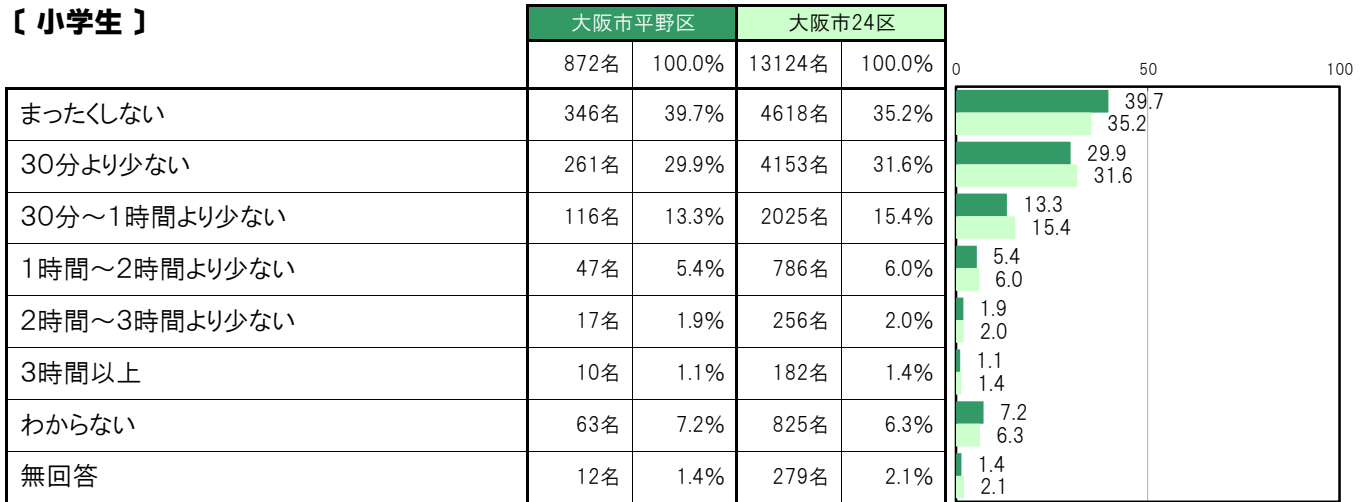 〔 小学生 〕
大阪市平野区 大阪市24区
872名 100.0% 13124名 100.0%
0 50 100
まったくしない 346名 39.7% 4618名 35.2% 39.7
35.2
30分より少ない 261名 29.9% 4153名 31.6% 29.9
31.6
30分～1時間より少ない 116名 13.3% 2025名 15.4% 13.3
15.4
1時間～2時間より少ない 47名 5.4% 786名 6.0% 5.4
6.0
2時間～3時間より少ない 17名 1.9% 256名 2.0% 1.9
2.0
3時間以上 10名 1.1% 182名 1.4% 1.1
1.4
わからない 63名 7.2% 825名 6.3% 7.2
6.3
無回答 12名 1.4% 279名 2.1% 1.4
2.1